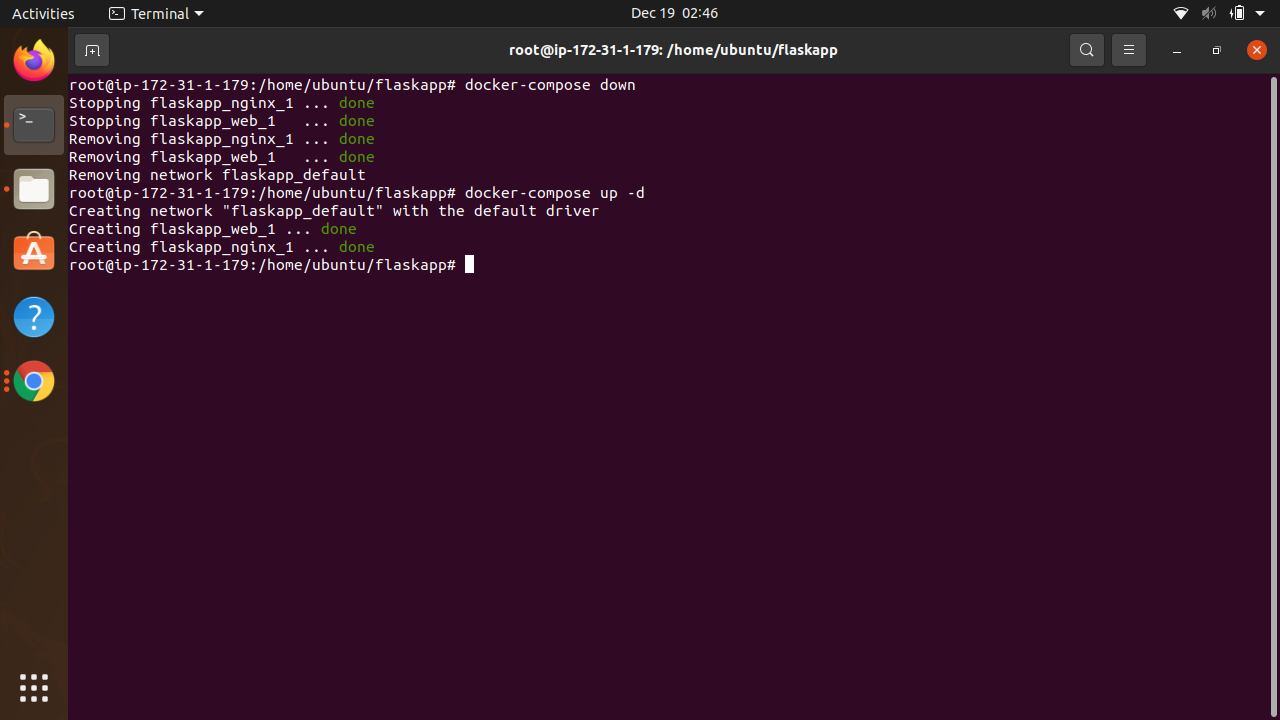 Activities
Terminal
Dec 19 02:46
root@ip-172-31-1-179: /home/ubuntu/flaskapp
root@ip-172-31-1-179:/home/ubuntu/flaskapp# docker-compose down
Stopping flaskapp_nginx_1 ... done
Stopping flaskapp_web_1   ... done
Removing flaskapp_nginx_1 ... done
Removing flaskapp_web_1   ... done
Removing network flaskapp_default
root@ip-172-31-1-179:/home/ubuntu/flaskapp# docker-compose up -d
Creating network "flaskapp_default" with the default driver
Creating flaskapp_web_1 ... done
Creating flaskapp_nginx_1 ... done
root@ip-172-31-1-179:/home/ubuntu/flaskapp#